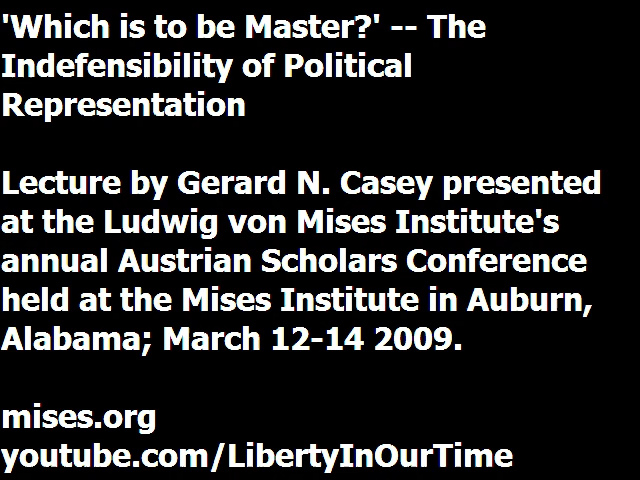 'Which is to be Master?' -- The
Indefensibility of Political
Representation
Lecture by Gerard N. Casey presented
at the Ludwig von Mises Institute's
annual Austrian Scholars Conference
held at the Mises Institute in Auburn,
Alabama; March 12-14 2009.
mises.org
youtube.com/LibertyInOurTime